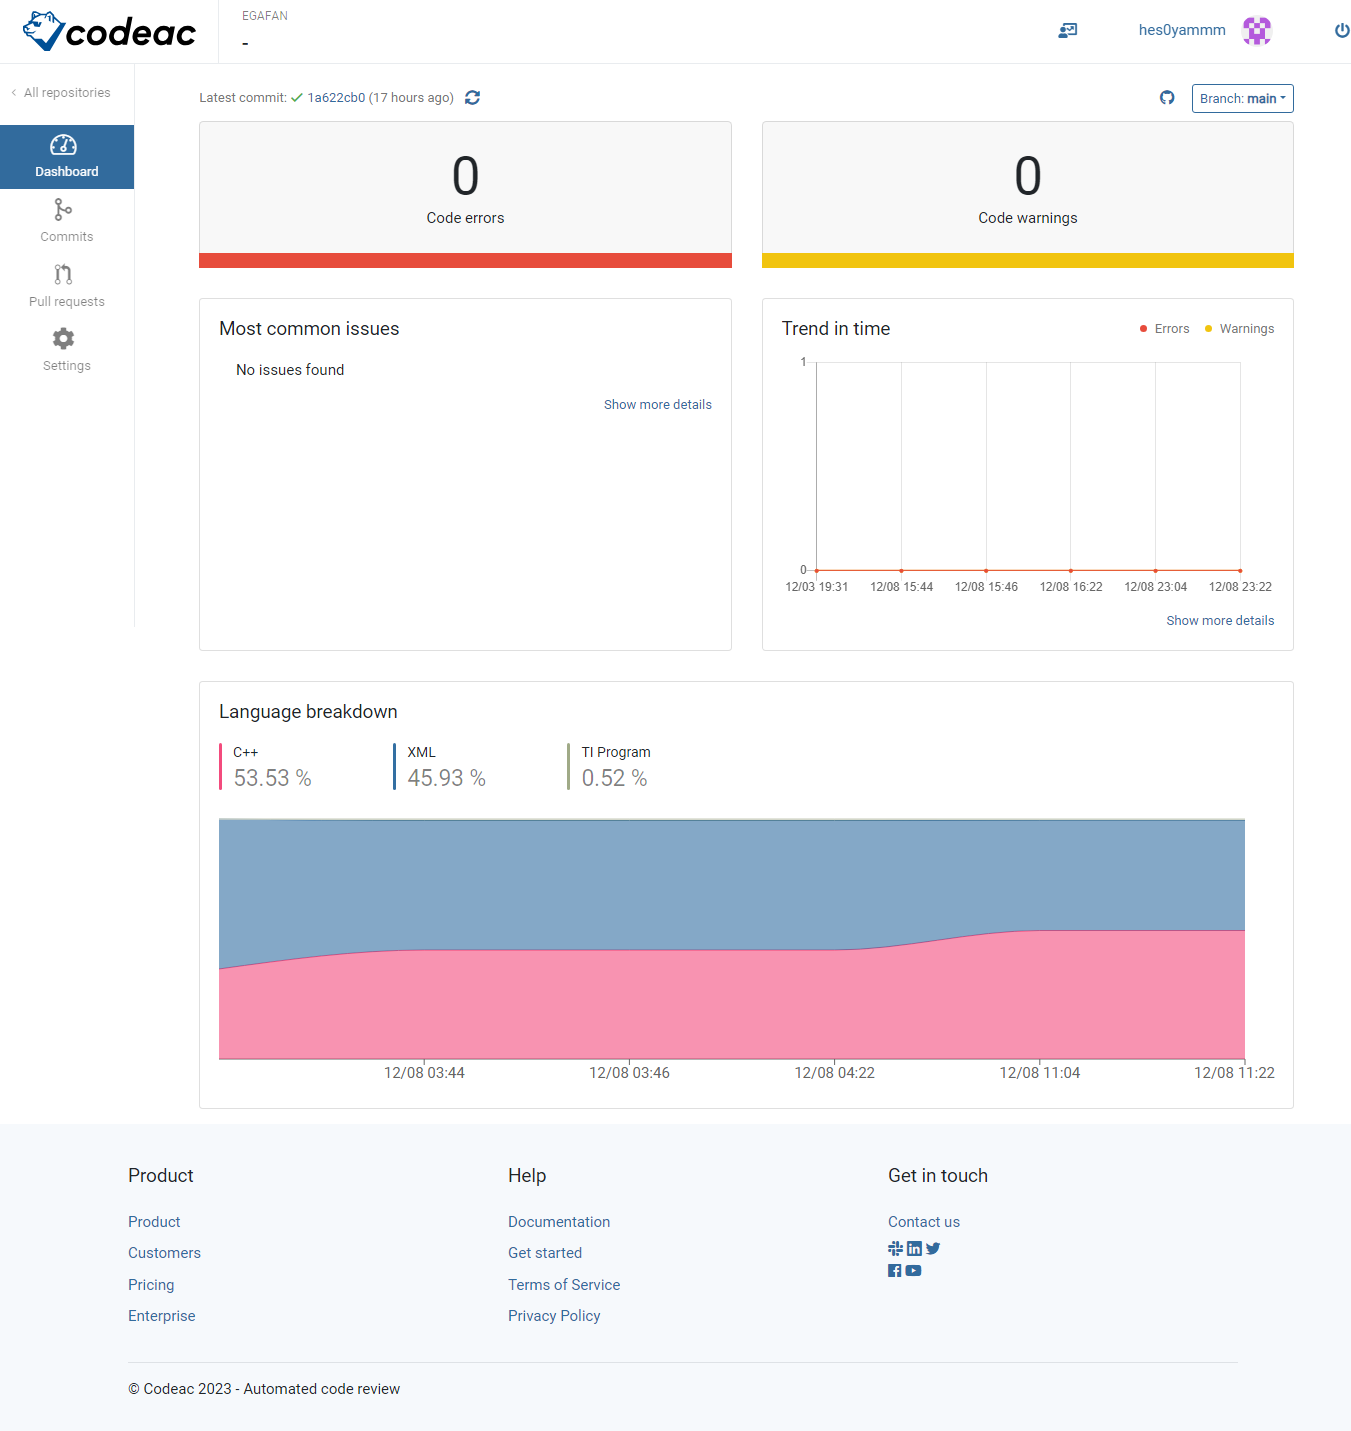 codeac
EGAFAN
-
hes0yammm
All repositories
Latest commit: 1a622cb0 (17 hours ago)
Branch: main
Dashboard
Commits
Pull requests
Settings
0
Code errors
0
Code warnings
Most common issues
No issues found
Show more details
Trend in time
Errors
Warnings
1
0
12/03 19:31
12/08 15:44
12/08 15:46
12/08 16:22
12/08 23:04
12/08 23:22
Show more details
Language breakdown
C++
53.53 %
XML
45.93 %
TI Program
0.52 %
12/08 03:44
12/08 03:46
12/08 04:22
12/08 11:04
12/08 11:22
Product
Product
Customers
Pricing
Enterprise
Help
Documentation
Get started
Terms of Service
Privacy Policy
Get in touch
Contact us
© Codeac 2023 - Automated code review